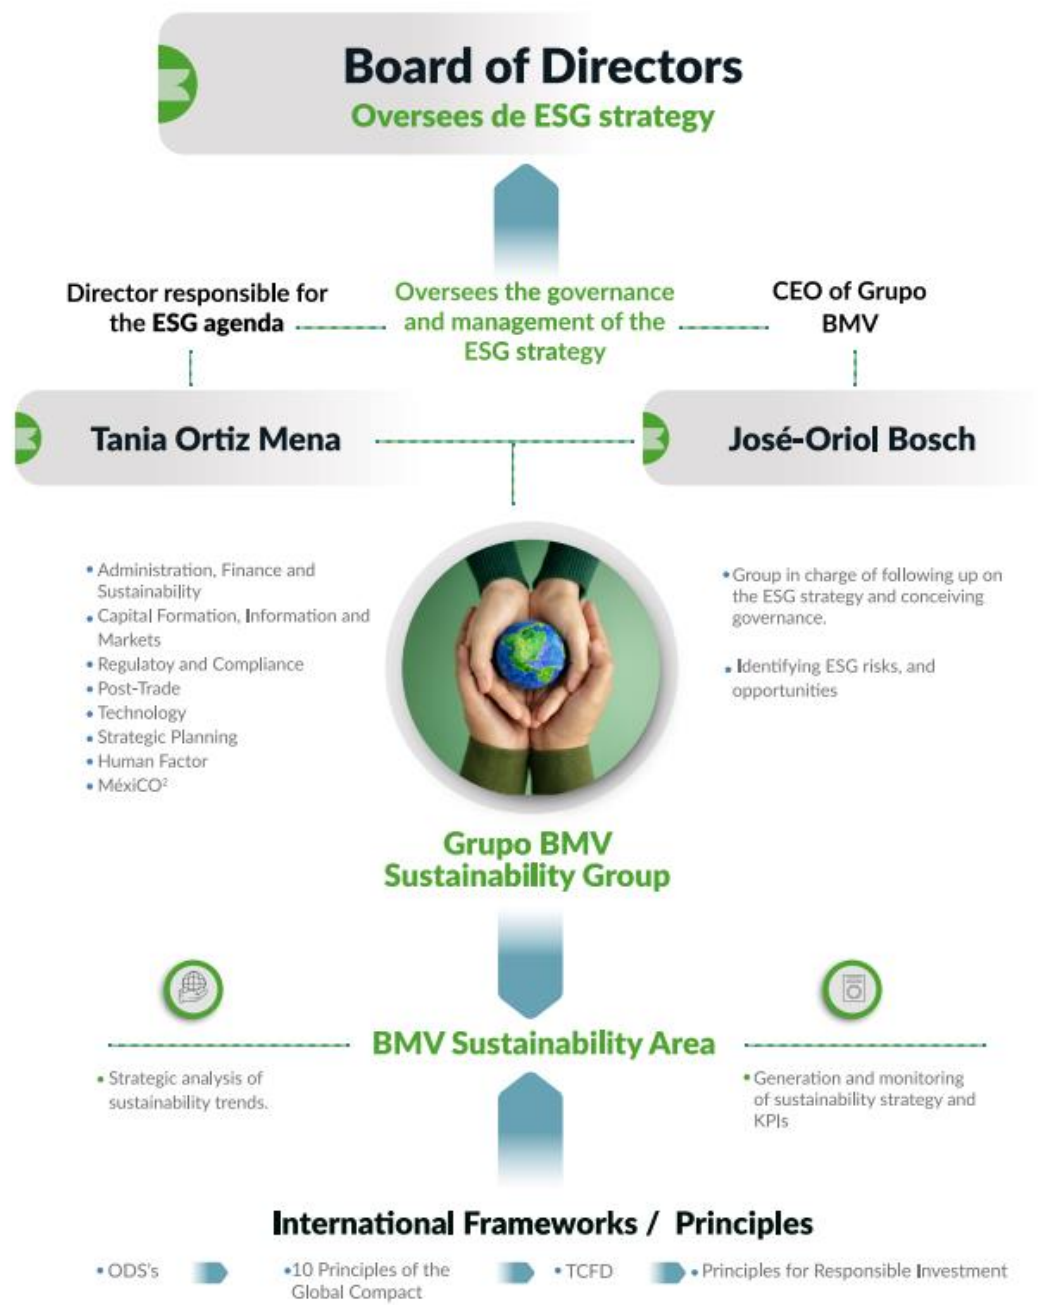 Board of Directors
Oversees de ESG strategy
Director responsible for
the ESG agenda
Oversees the governance
and management of the
ESG strategy
CEO of Grupo
BMV
Tania Ortiz Mena
José-Oriol Bosch
• Administration, Finance and
Sustainability
• Capital Formation, Information and
Markets
• Regulatoy and Compliance
• Post-Trade
• Technology
• Strategic Planning
• Human Factor
• MéxiCO²
• Group in charge of following up on
the ESG strategy and conceiving
governance.
• Identifying ESG risks, and
opportunities
Grupo BMV
Sustainability Group
BMV Sustainability Area
• Strategic analysis of
sustainability trends.
• Generation and monitoring
of sustainability strategy and
KPIs
International Frameworks / Principles
• ODS's
• 10 Principles of the
Global Compact
• TCFD
• Principles for Responsible Investment